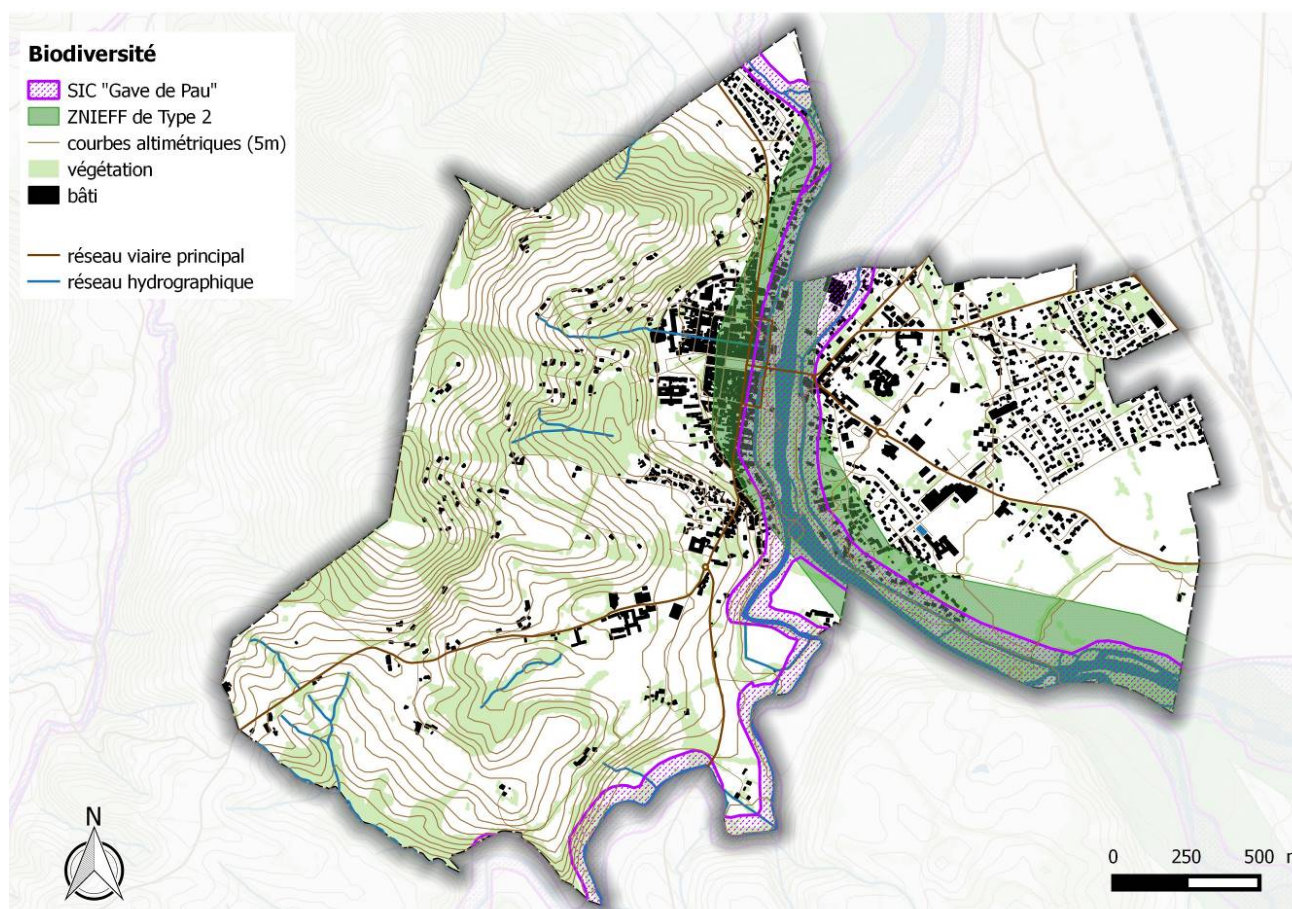 Biodiversité
SIC "Gave de Pau"
ZNIEFF de Type 2
courbes altimétriques (5m)
végétation
bâti
réseau viaire principal
réseau hydrographique
N
0 250 500 m